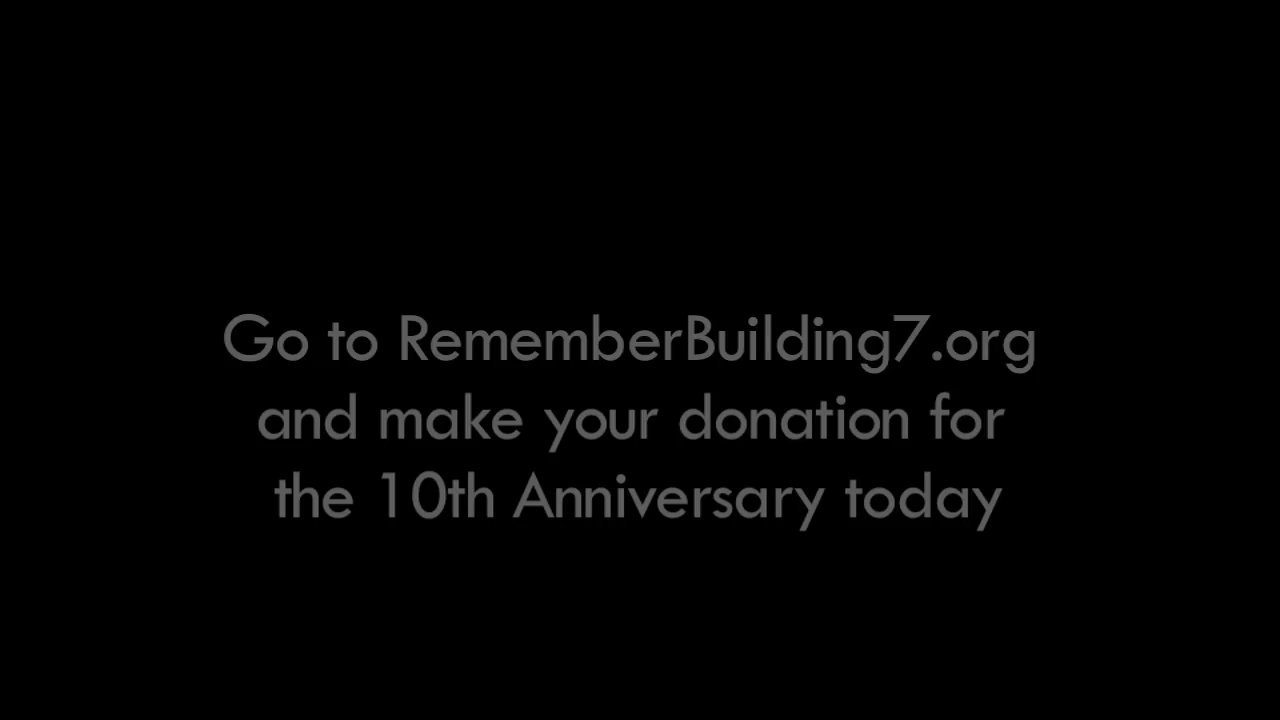 Go to RememberBuilding7.org
and make your donation for
the 10th Anniversary today